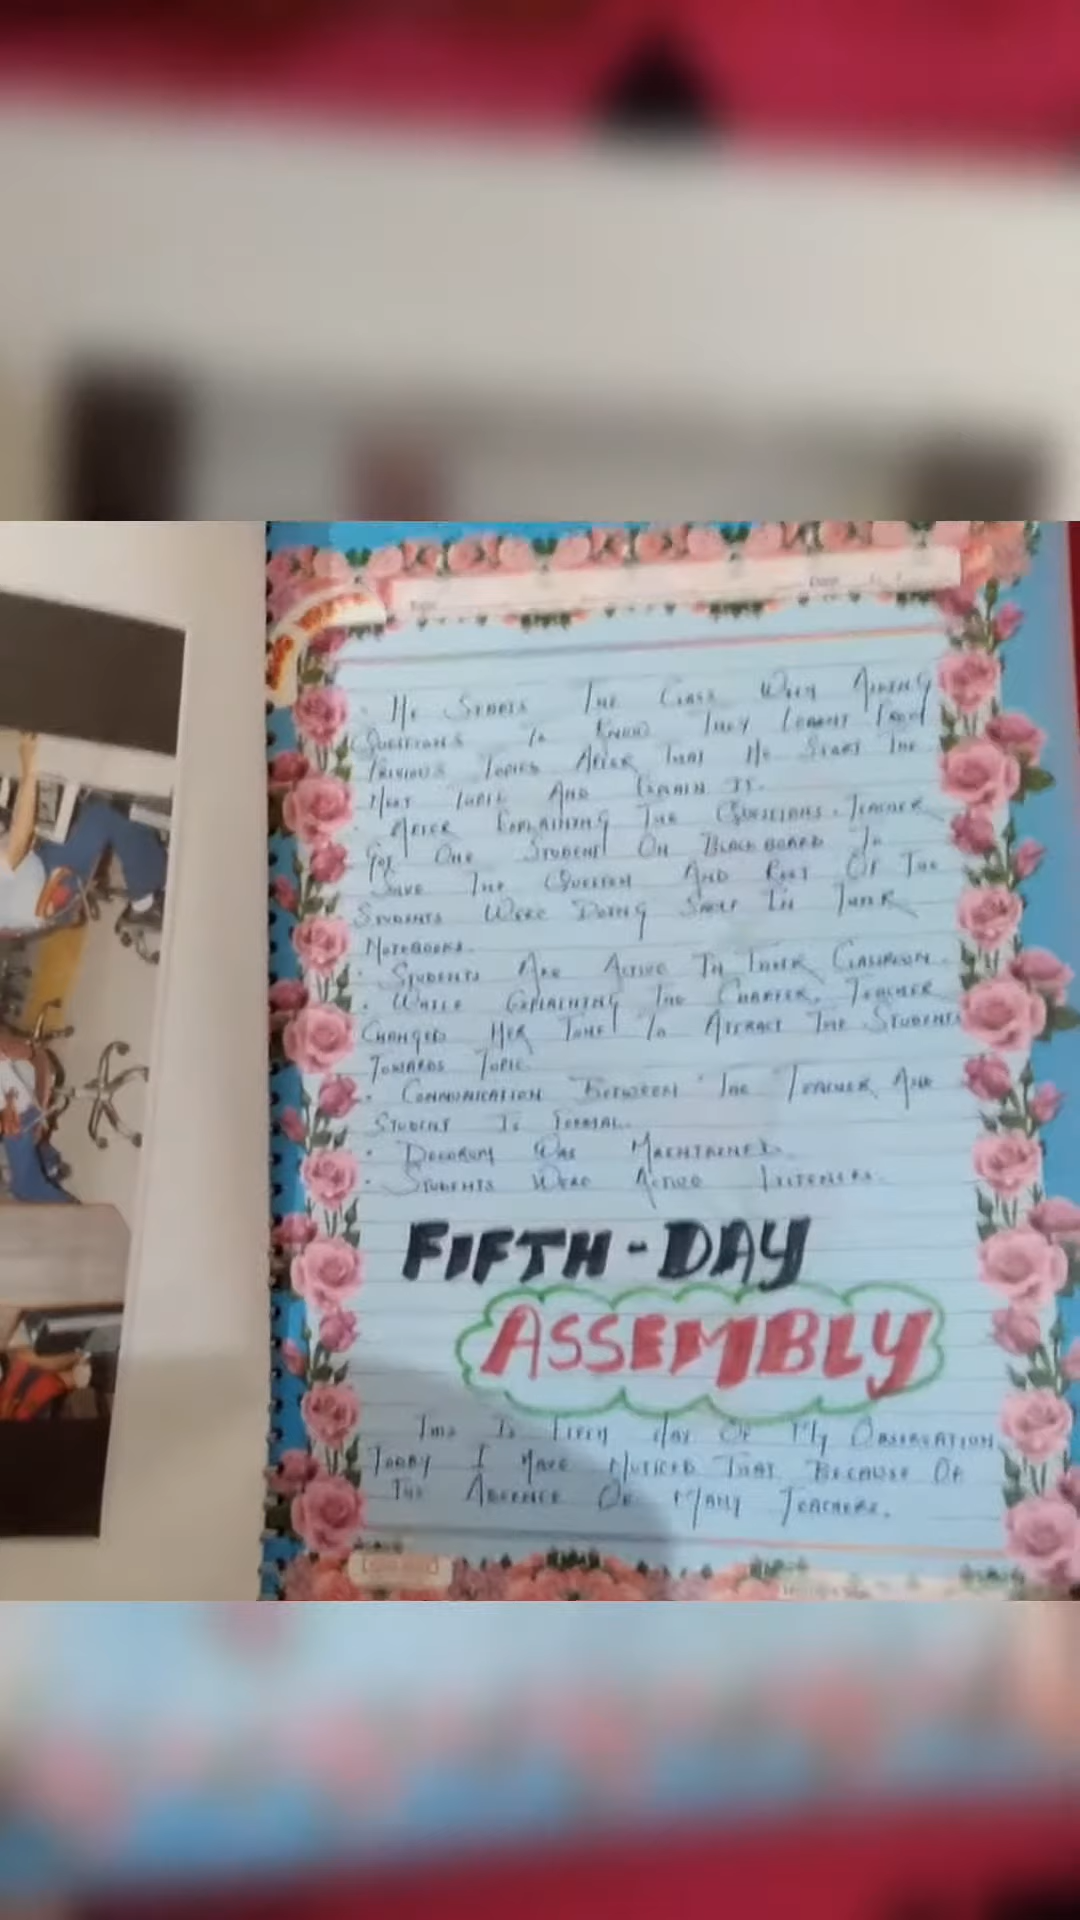 Date
• He Starts The Class With Asking
Questions To Know They Learnt From
Previous Topics After That He Start The
Next Topic And Explain It.
• After Explaining The Questions. Teacher
Got One Student On Blackboard To
Solve The Question And Rest Of The
Students Were Doing In Their
Notebooks.
• Students Are Active In Their Classroom.
• While Explaining The Chapter, Teacher
Changed Her Tone To Attract The Students
Towards Topic.
• Communication Between The Teacher And
Student Is Formal.
• Decorum Was Maintained.
• Students Were Active Listeners.
FIFTH-DAY
ASSEMBLY
This Is Fifth day Of My Observation
Today I Have Noticed That Because Of
The Absence Of Many Teachers.